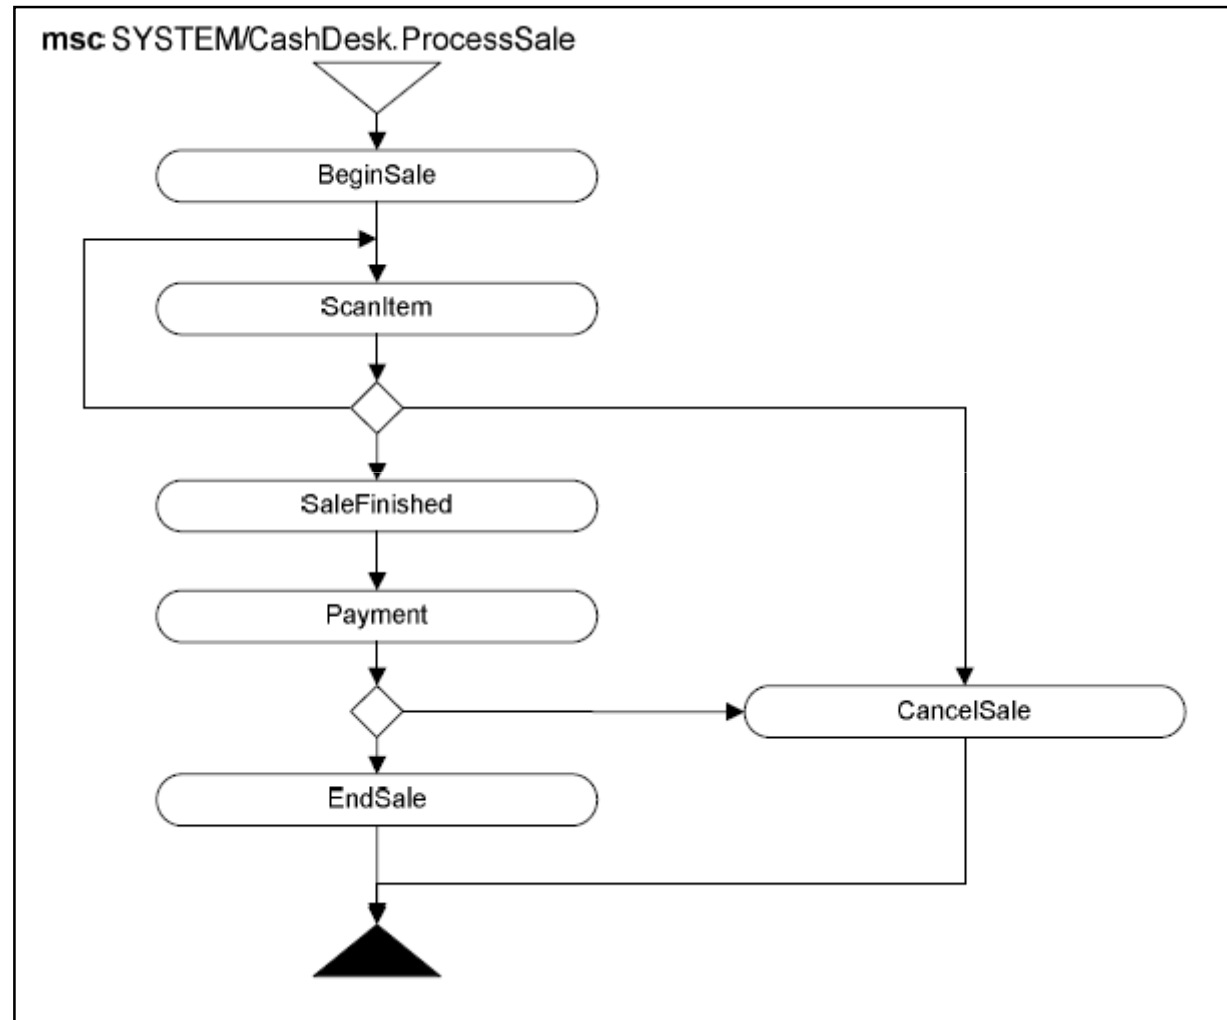 msc SYSTEM/CashDesk.ProcessSale
BeginSale
ScanItem
SaleFinished
Payment
CancelSale
EndSale